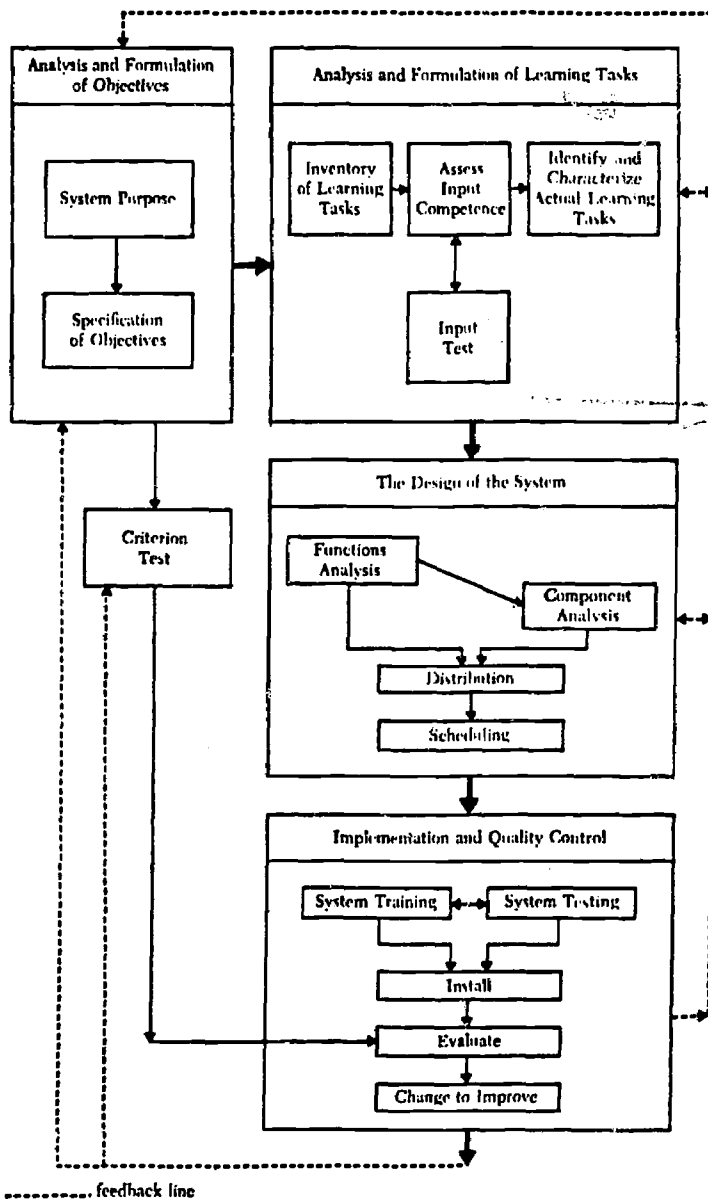 Analysis and Formulation
of Objectives
System Purpose
Specification
of Objectives
Analysis and Formulation of Learning Tasks
Inventory
of Learning
Tasks
Assess
Input
Competence
Identify and
Characterize
Actual Learning
Tasks
Input
Test
Criterion
Test
The Design of the System
Functions
Analysis
Component
Analysis
Distribution
Scheduling
Implementation and Quality Control
System Training
System Testing
Install
Evaluate
Change to Improve
feedback line